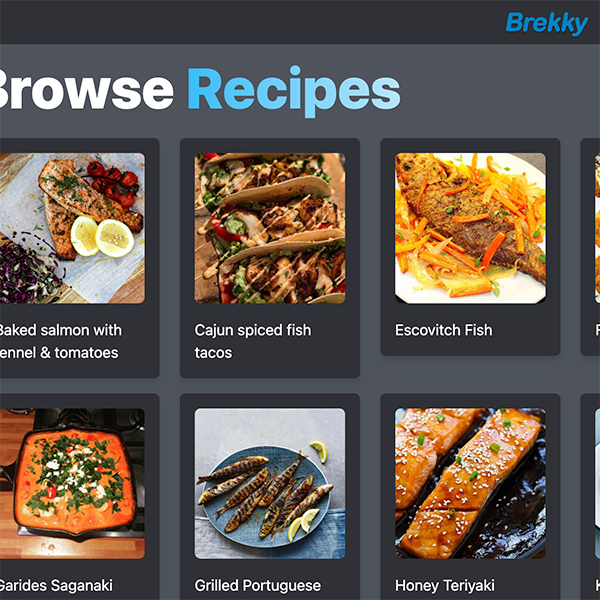 Brekky
Browse Recipes
Baked salmon with
fennel & tomatoes
Cajun spiced fish
tacos
Escovitch Fish
Garides Saganaki
Grilled Portuguese
Honey Teriyaki